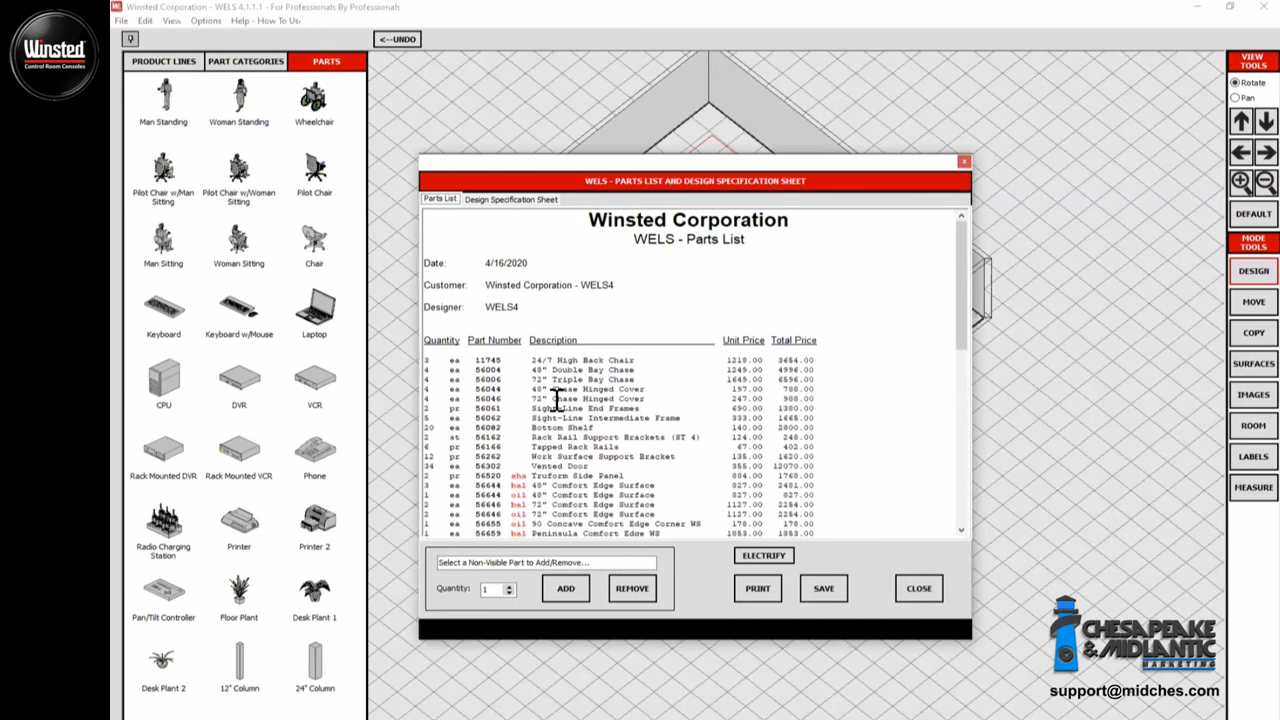 Winsted Corporation - WELS 4.1.1.1 - For Professionals By Professionals
File Edit View Options Help - How To Use
Winsted
Control Room Consoles
<--UNDO
PRODUCT LINES PART CATEGORIES PARTS
Man Standing Woman Standing Wheelchair
Pilot Chair w/Man Sitting Pilot Chair w/Woman Sitting Pilot Chair
Man Sitting Woman Sitting Chair
Keyboard Keyboard w/Mouse Laptop
CPU DVR VCR
Rack Mounted DVR Rack Mounted VCR Phone
Radio Charging Station Printer Printer 2
Pan/Tilt Controller Floor Plant Desk Plant 1
Desk Plant 2 12" Column 24" Column
WELS - PARTS LIST AND DESIGN SPECIFICATION SHEET
Parts List Design Specification Sheet
Winsted Corporation
WELS - Parts List
Date: 4/16/2020
Customer: Winsted Corporation - WELS4
Designer: WELS4
Quantity Part Number Description Unit Price Total Price
3 ea 11745 24/7 High Back Chair 1218.00 3654.00
4 ea 56004 48" Double Bay Chase 1249.00 4996.00
4 ea 56006 72" Triple Bay Chase 1649.00 6596.00
4 ea 56044 48" Chase Hinged Cover 197.00 788.00
4 ea 56046 72" Chase Hinged Cover 247.00 988.00
2 pr 56061 Sight-Line End Frames 690.00 1380.00
5 ea 56062 Sight-Line Intermediate Frame 333.00 1665.00
20 ea 56082 Bottom Shelf 140.00 2800.00
2 st 56162 Rack Rail Support Brackets (ST 4) 124.00 248.00
6 pr 56166 Tapped Rack Rails 67.00 402.00
12 pr 56262 Work Surface Support Bracket 135.00 1620.00
34 ea 56302 Vented Door 355.00 12070.00
2 pr 56520 sha Truform Side Panel 884.00 1768.00
3 ea 56644 bal 48" Comfort Edge Surface 827.00 2481.00
1 ea 56644 oil 48" Comfort Edge Surface 827.00 827.00
2 ea 56646 bal 72" Comfort Edge Surface 1127.00 2254.00
2 ea 56646 oil 72" Comfort Edge Surface 1127.00 2254.00
1 ea 56655 oil 90 Concave Comfort Edge Corner WS 178.00 178.00
1 ea 56659 bal Peninsula Comfort Edge WS 1053.00 1053.00
Select a Non-Visible Part to Add/Remove...
Quantity: 1 ADD REMOVE
ELECTRIFY
PRINT SAVE CLOSE
VIEW TOOLS
Rotate
Pan
DEFAULT
MODE TOOLS
DESIGN
MOVE
COPY
SURFACES
IMAGES
ROOM
LABELS
MEASURE
CHESAPEAKE
& MIDLANTIC
MARKETING
support@midches.com